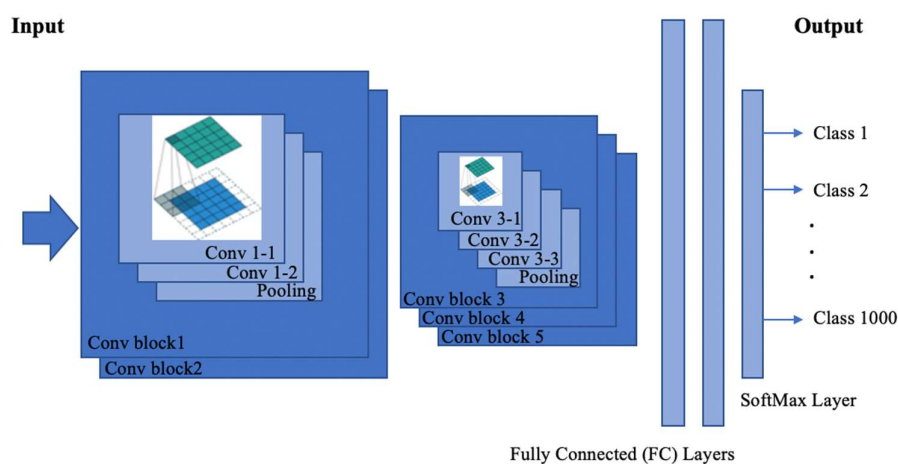 Input
Output
Conv 1-1
Conv 1-2
Pooling
Conv block1
Conv block2
Conv 3-1
Conv 3-2
Conv 3-3
Pooling
Conv block 3
Conv block 4
Conv block 5
Class 1
Class 2
.
.
.
Class 1000
SoftMax Layer
Fully Connected (FC) Layers